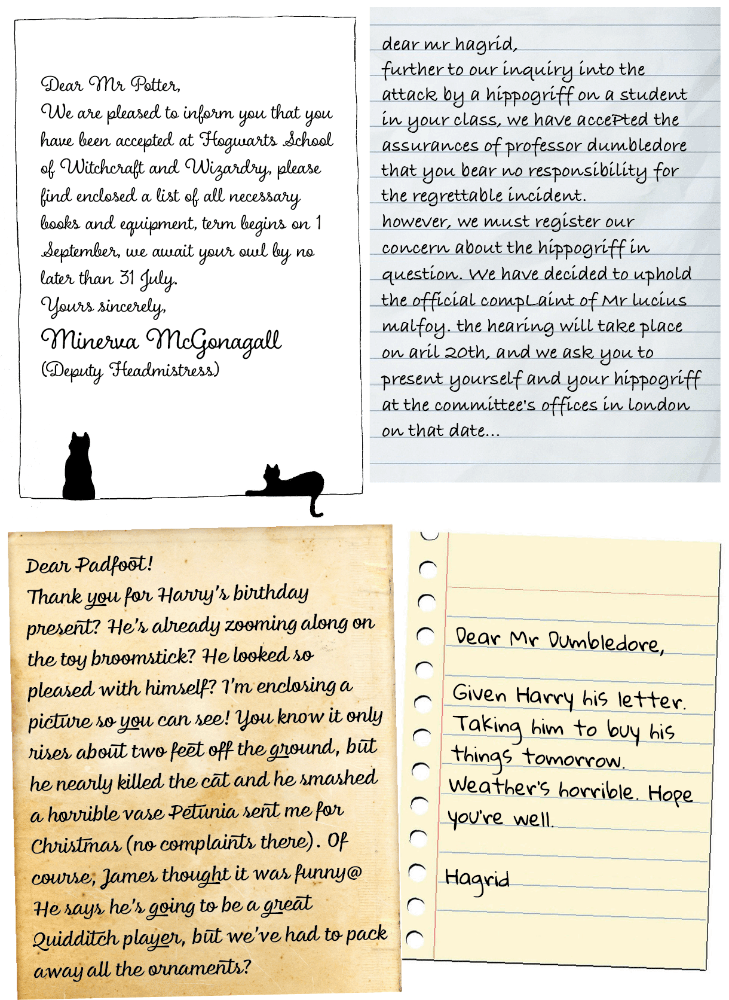 Dear Mr Potter,
We are pleased to inform you that you
have been accepted at Hogwarts School
of Witchcraft and Wizardry, please
find enclosed a list of all necessary
books and equipment, term begins on 1
September, we await your owl by no
later than 31 July.
Yours sincerely,
Minerva McGonagall
(Deputy Headmistress)
dear mr hagrid,
further to our inquiry into the
attack by a hippogriff on a student
in your class, we have accePted the
assurances of professor dumbledore
that you bear no responsibility for
the regrettable incident.
however, we must register our
concern about the hippogriff in
question. We have decided to uphold
the official compLaint of Mr lucius
malfoy. the hearing will take place
on aril 20th, and we ask you to
present yourself and your hippogriff
at the committee's offices in london
on that date...
Dear Padfoot!
Thank you for Harry's birthday
present? He's already zooming along on
the toy broomstick? He looked so
pleased with himself? I'm enclosing a
picture so you can see! You know it only
rises about two feet off the ground, but
he nearly killed the cat and he smashed
a horrible vase Petunia sent me for
Christmas (no complaints there). Of
course, James thought it was funny@
He says he's going to be a great
Quidditch player, but we've had to pack
away all the ornaments?
Dear Mr Dumbledore,
Given Harry his letter.
Taking him to buy his
things tomorrow.
Weather's horrible. Hope
you're well.
Hagrid